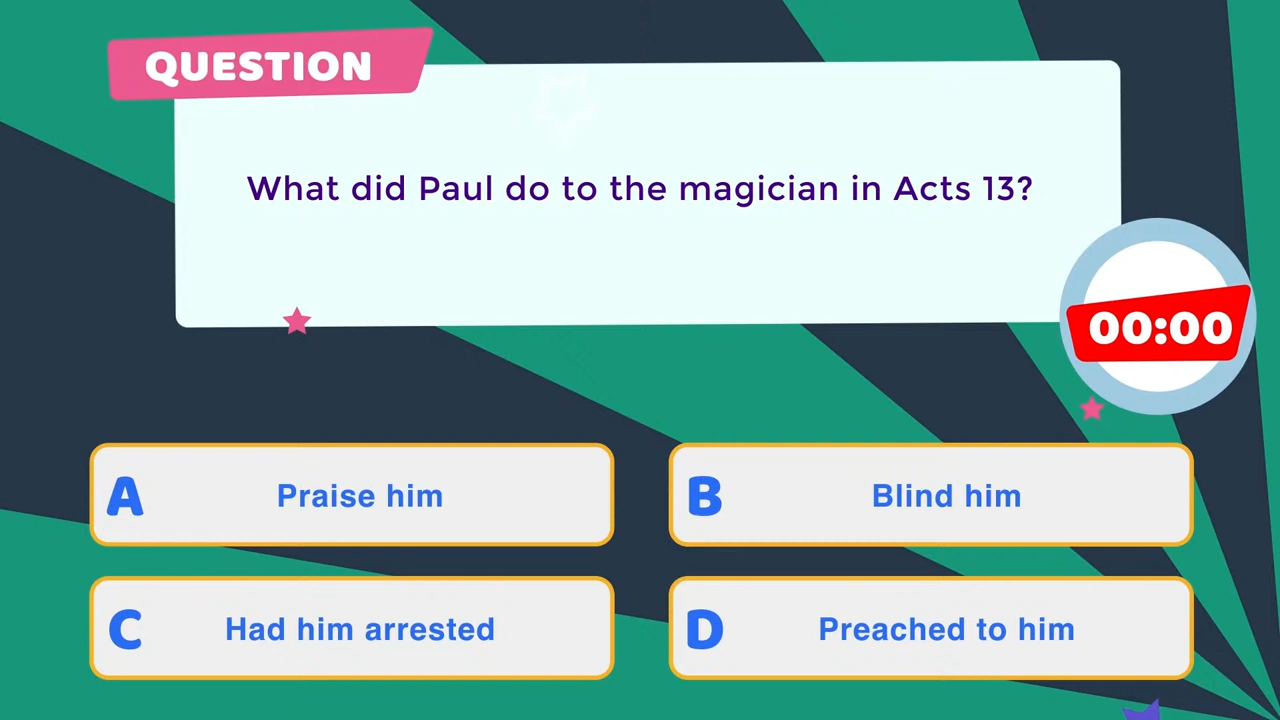 QUESTION
What did Paul do to the magician in Acts 13?
00:00
A Praise him
B Blind him
C Had him arrested
D Preached to him